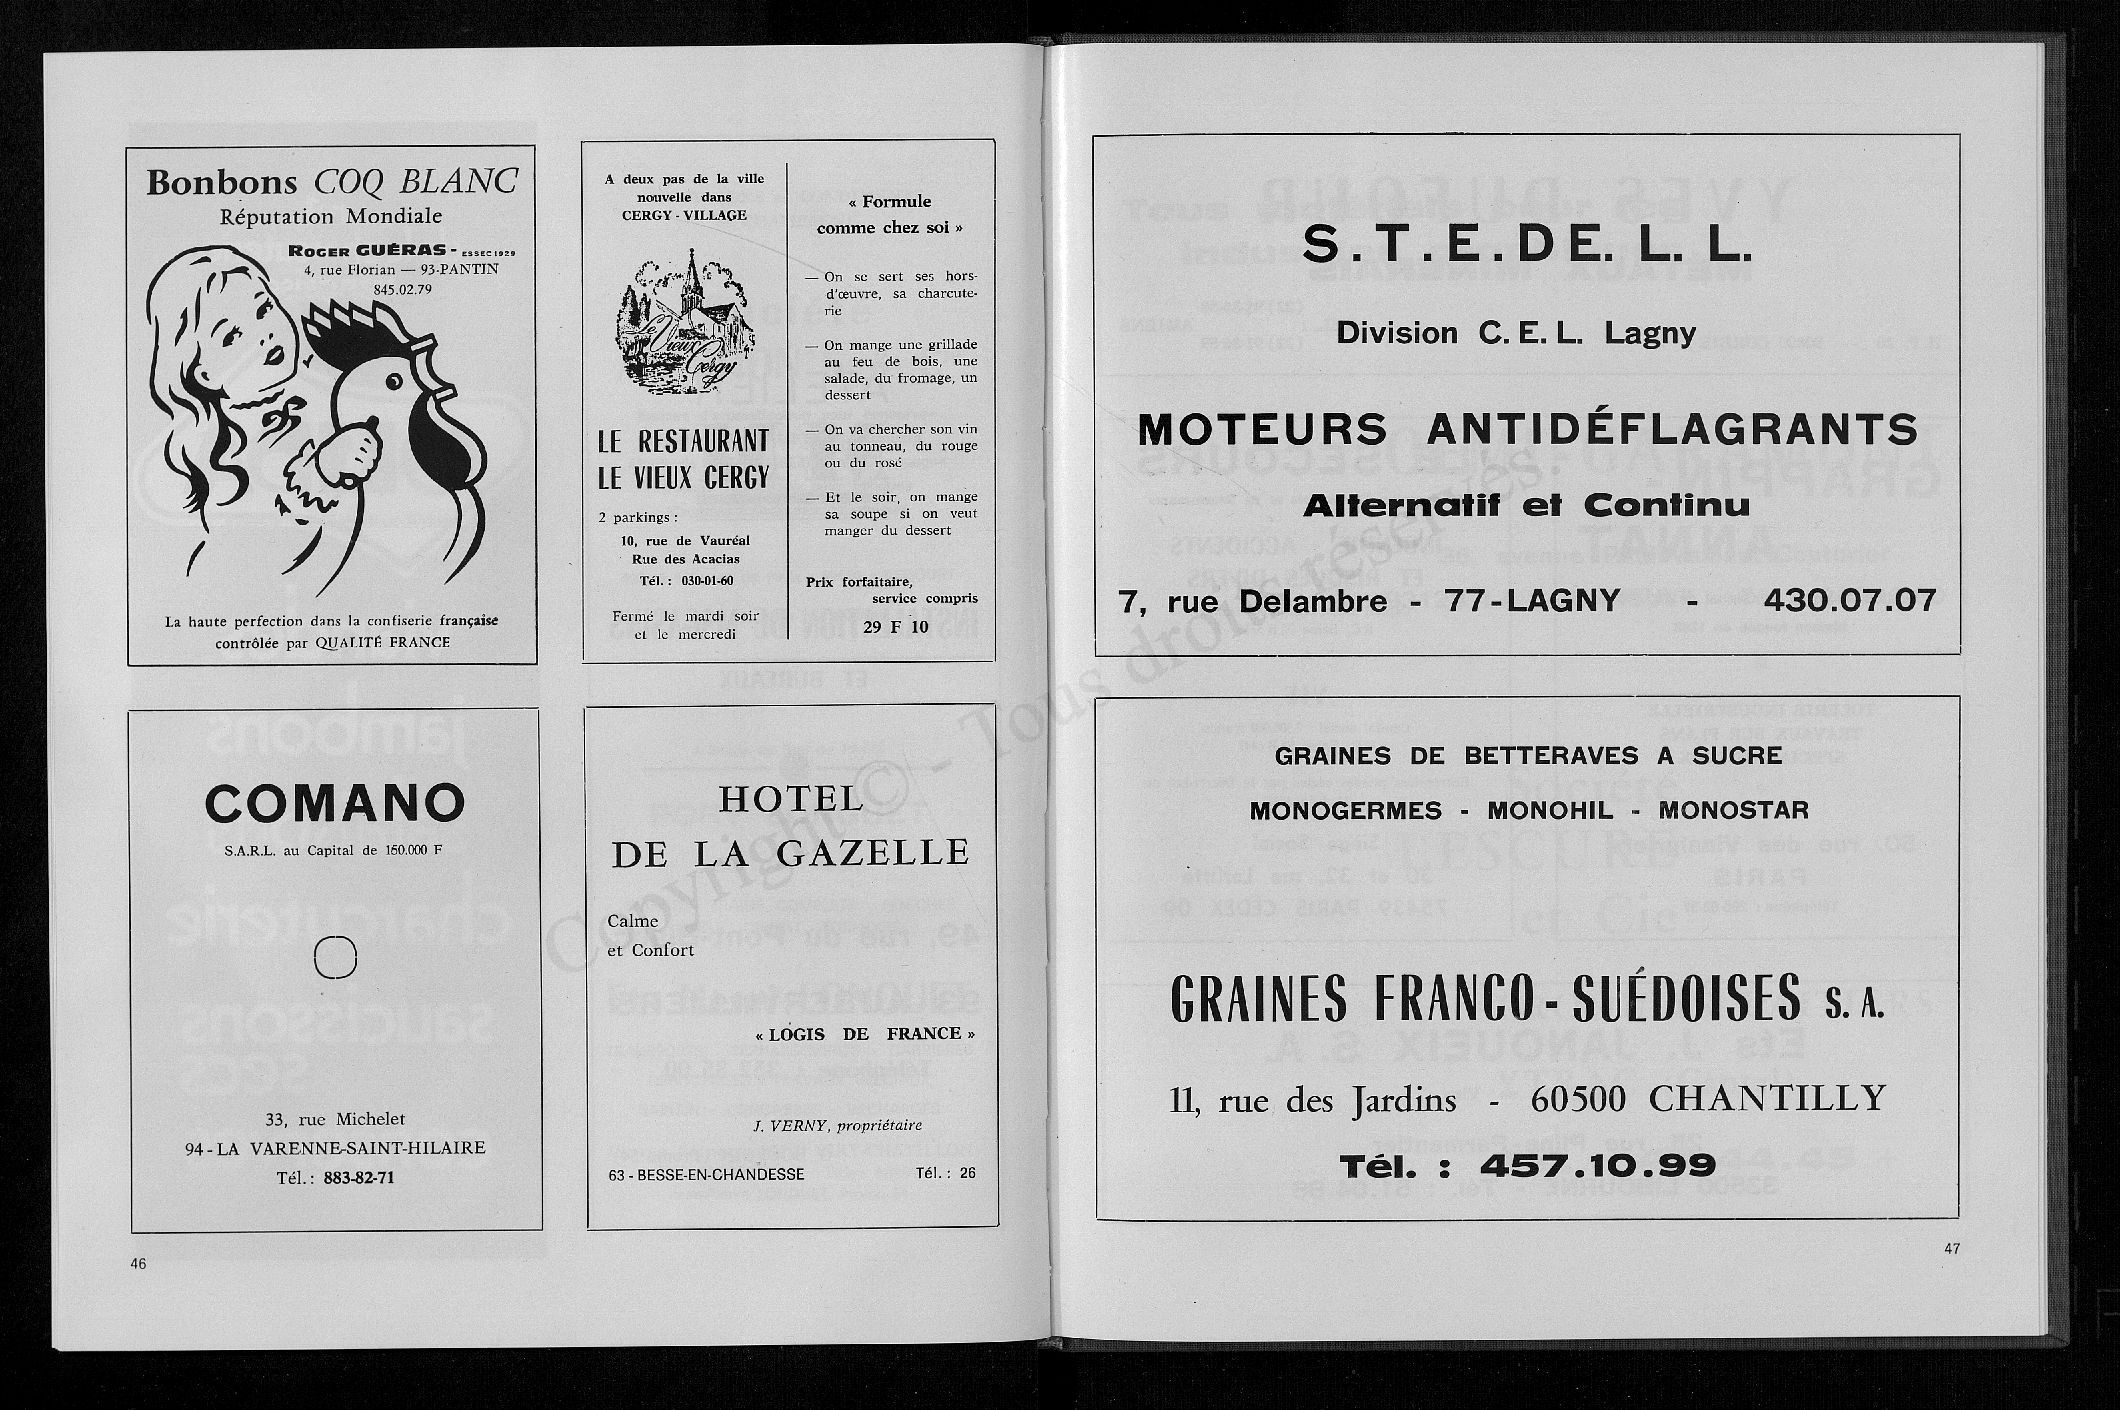 Bonbons COQ BLANC
Réputation Mondiale
ROGER GUÉRAS - ESSEC 1929
4, rue Florian — 93-PANTIN
845.02.79
La haute perfection dans la confiserie française
contrôlée par QUALITÉ FRANCE
A deux pas de la ville
nouvelle dans
CERGY - VILLAGE
Le Vieux
Cergy
LE RESTAURANT
LE VIEUX CERGY
2 parkings :
10, rue de Vauréal
Rue des Acacias
Tél. : 030-01-60
Fermé le mardi soir
et le mercredi
« Formule
comme chez soi »
— On se sert ses hors-
d'œuvre, sa charcute-
rie
— On mange une grillade
au feu de bois, une
salade, du fromage, un
dessert
— On va chercher son vin
au tonneau, du rouge
ou du rosé
— Et le soir, on mange
sa soupe si on veut
manger du dessert
Prix forfaitaire,
service compris
29 F 10
COMANO
S.A.R.L. au Capital de 150.000 F
33, rue Michelet
94 - LA VARENNE-SAINT-HILAIRE
Tél. : 883-82-71
HOTEL
DE LA GAZELLE
Calme
et Confort
« LOGIS DE FRANCE »
J. VERNY, propriétaire
63 - BESSE-EN-CHANDESSE Tél. : 26
46
S.T.E.DE.L.L.
Division C.E.L. Lagny
MOTEURS ANTIDÉFLAGRANTS
Alternatif et Continu
7, rue Delambre - 77-LAGNY - 430.07.07
GRAINES DE BETTERAVES A SUCRE
MONOGERMES - MONOHIL - MONOSTAR
GRAINES FRANCO-SUÉDOISES S.A.
11, rue des Jardins - 60500 CHANTILLY
Tél. : 457.10.99
47
Copyright © - Tous droits réservés.